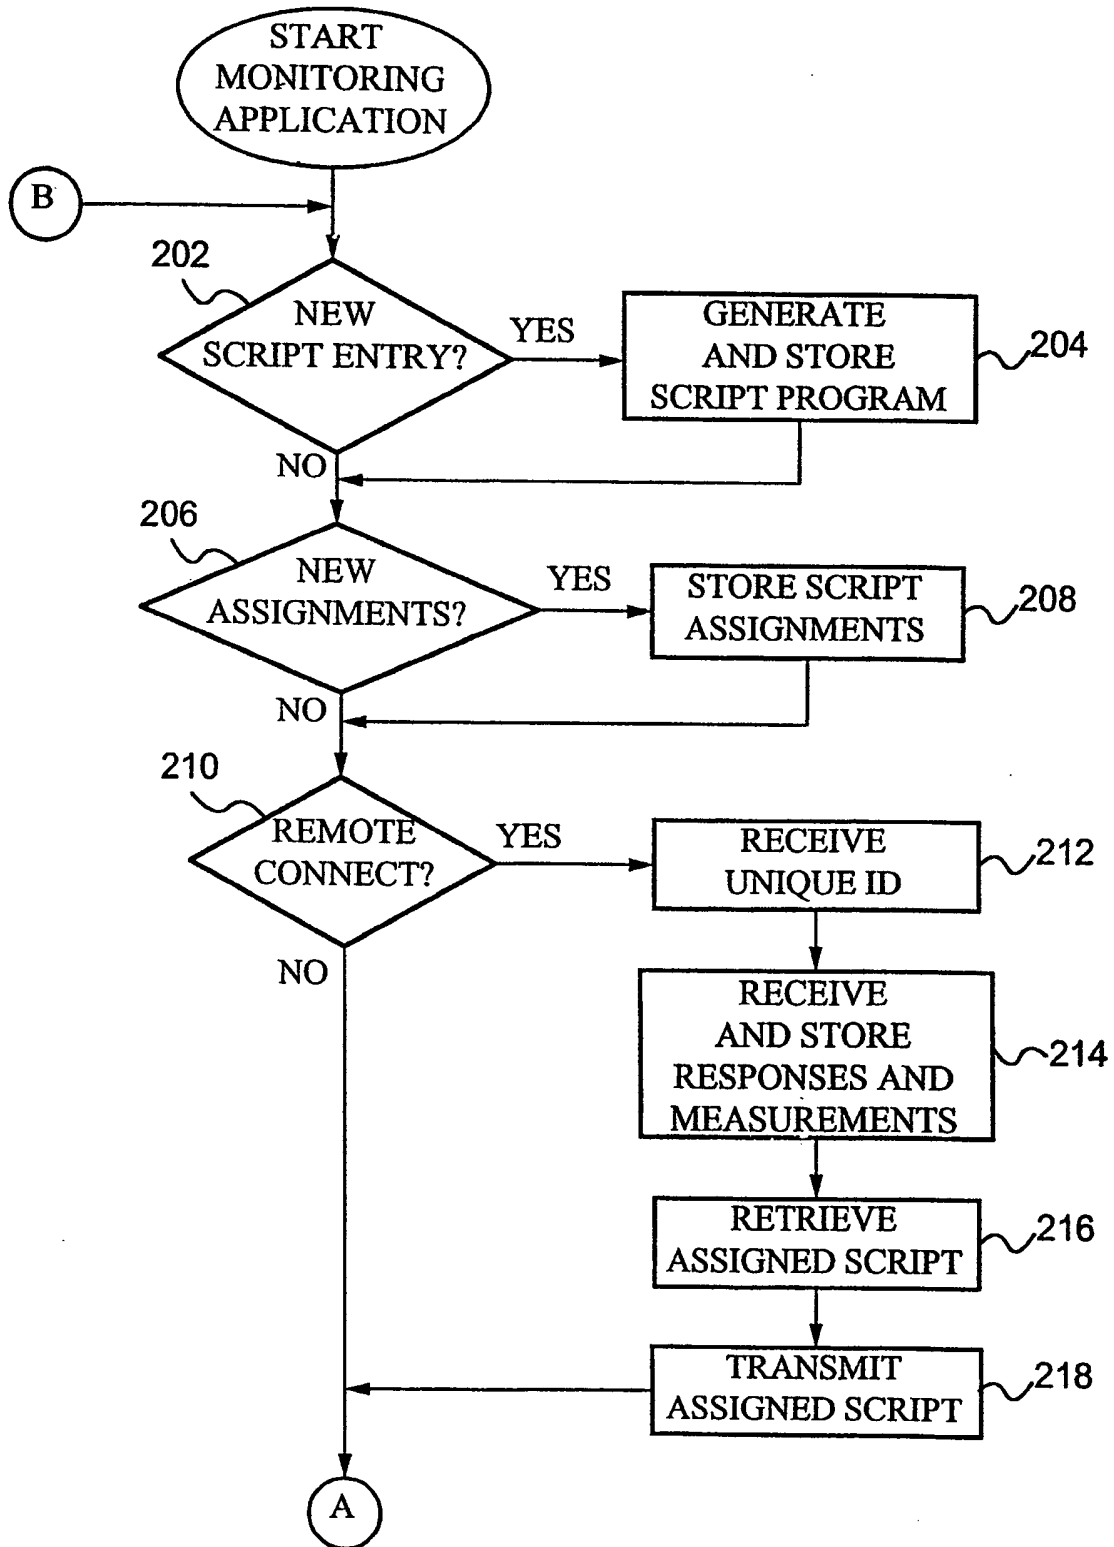 START
MONITORING
APPLICATION
B
202
NEW
SCRIPT ENTRY?
YES
GENERATE
AND STORE
SCRIPT PROGRAM
204
NO
206
NEW
ASSIGNMENTS?
YES
STORE SCRIPT
ASSIGNMENTS
208
NO
210
REMOTE
CONNECT?
YES
RECEIVE
UNIQUE ID
212
NO
RECEIVE
AND STORE
RESPONSES AND
MEASUREMENTS
214
RETRIEVE
ASSIGNED SCRIPT
216
TRANSMIT
ASSIGNED SCRIPT
218
A